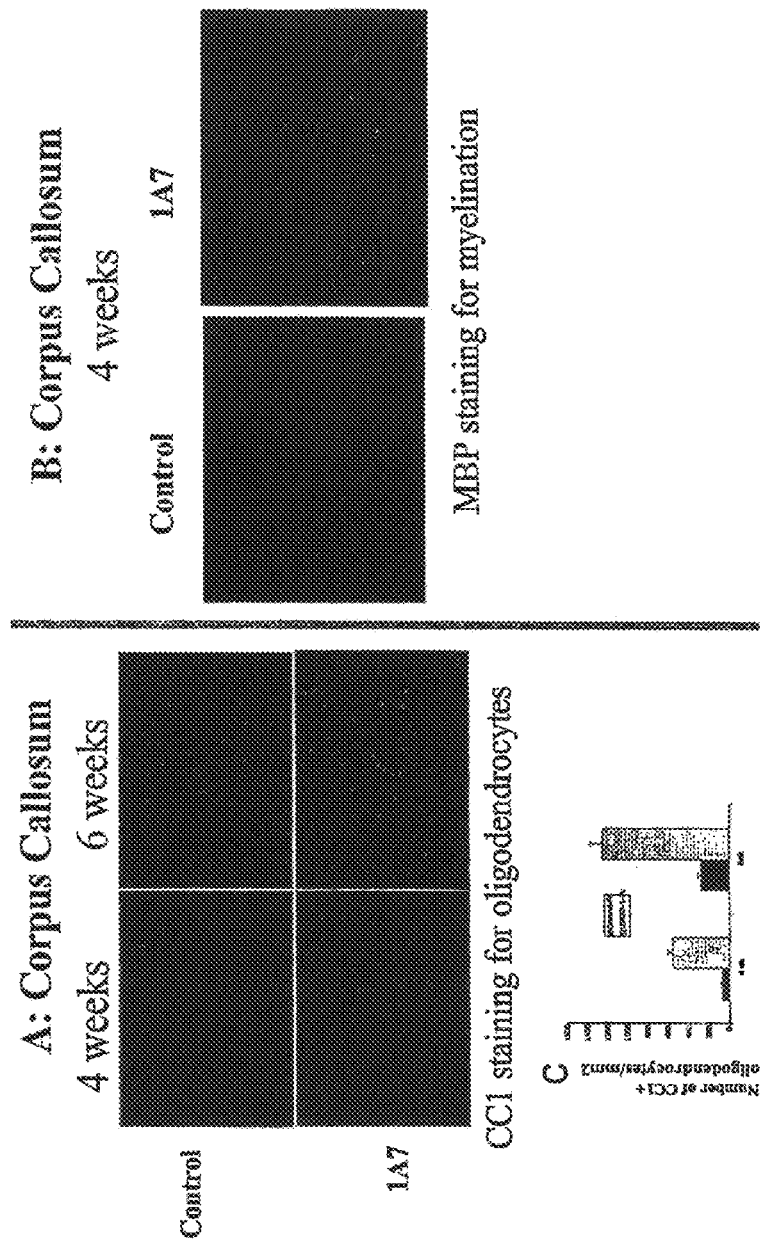 A: Corpus Callosum
4 weeks 6 weeks
Control
1A7
CC1 staining for oligodendrocytes
C
Number of CC1+
oligodendrocytes/mm2
B: Corpus Callosum
4 weeks
Control 1A7
MBP staining for myelination